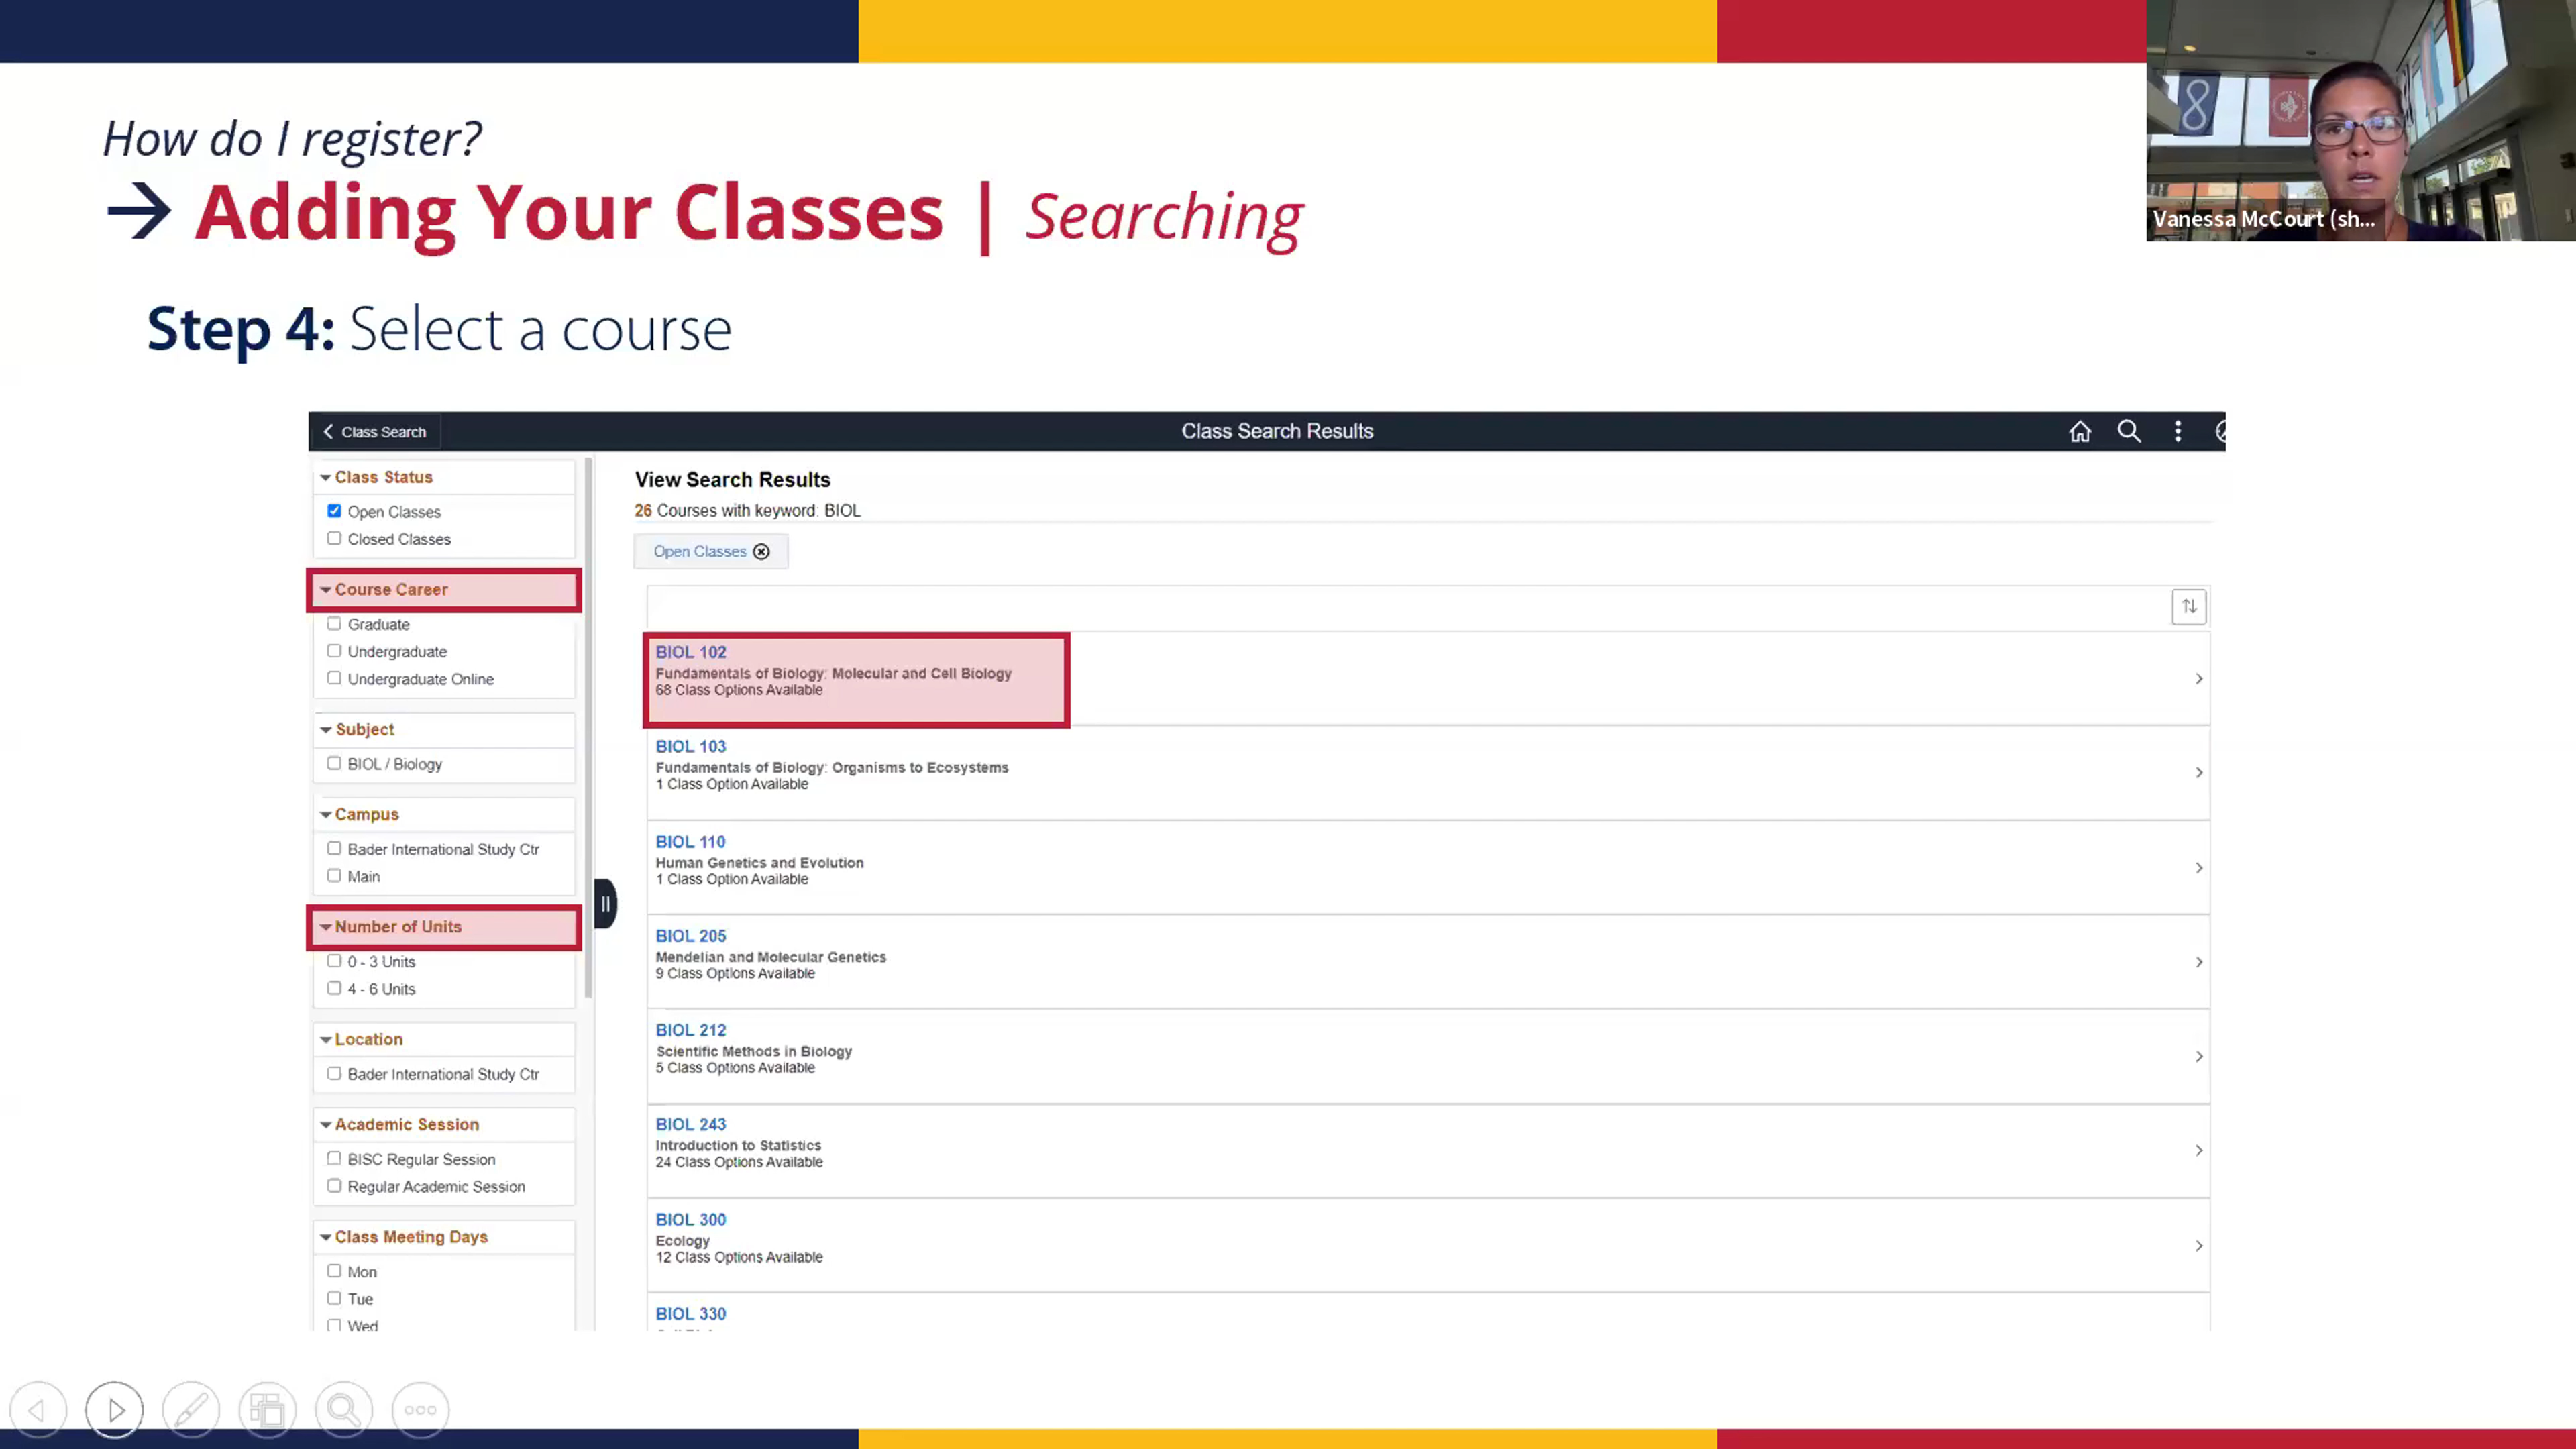 How do I register?
→ Adding Your Classes | Searching
Vanessa McCourt (sh...
Step 4: Select a course
Class Search
Class Search Results
Class Status
Open Classes
Closed Classes
Course Career
Graduate
Undergraduate
Undergraduate Online
Subject
BIOL / Biology
Campus
Bader International Study Ctr
Main
Number of Units
0 - 3 Units
4 - 6 Units
Location
Bader International Study Ctr
Academic Session
BISC Regular Session
Regular Academic Session
Class Meeting Days
Mon
Tue
Wed
View Search Results
26 Courses with keyword: BIOL
Open Classes
BIOL 102
Fundamentals of Biology: Molecular and Cell Biology
68 Class Options Available
BIOL 103
Fundamentals of Biology: Organisms to Ecosystems
1 Class Option Available
BIOL 110
Human Genetics and Evolution
1 Class Option Available
BIOL 205
Mendelian and Molecular Genetics
9 Class Options Available
BIOL 212
Scientific Methods in Biology
5 Class Options Available
BIOL 243
Introduction to Statistics
24 Class Options Available
BIOL 300
Ecology
12 Class Options Available
BIOL 330